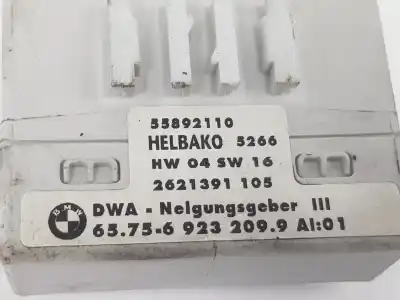 55892110
HELBAKO 5266
HW 04 SW 16
2621391 105
BMW
DWA - Neigungsgeber III
65.75-6 923 209.9 AI:01